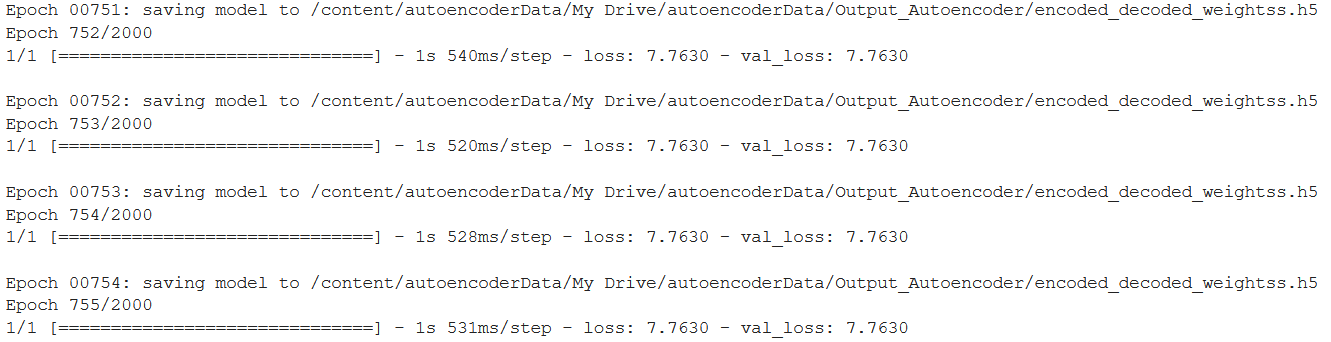 Epoch 00751: saving model to /content/autoencoderData/My Drive/autoencoderData/Output_Autoencoder/encoded_decoded_weightss.h5
Epoch 752/2000
1/1 [==============================] - 1s 540ms/step - loss: 7.7630 - val_loss: 7.7630
Epoch 00752: saving model to /content/autoencoderData/My Drive/autoencoderData/Output_Autoencoder/encoded_decoded_weightss.h5
Epoch 753/2000
1/1 [==============================] - 1s 520ms/step - loss: 7.7630 - val_loss: 7.7630
Epoch 00753: saving model to /content/autoencoderData/My Drive/autoencoderData/Output_Autoencoder/encoded_decoded_weightss.h5
Epoch 754/2000
1/1 [==============================] - 1s 528ms/step - loss: 7.7630 - val_loss: 7.7630
Epoch 00754: saving model to /content/autoencoderData/My Drive/autoencoderData/Output_Autoencoder/encoded_decoded_weightss.h5
Epoch 755/2000
1/1 [==============================] - 1s 531ms/step - loss: 7.7630 - val_loss: 7.7630